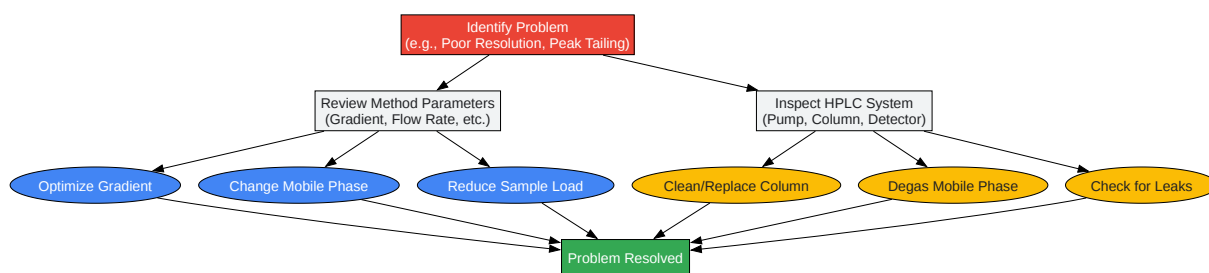 Identify Problem
(e.g., Poor Resolution, Peak Tailing)
Review Method Parameters
(Gradient, Flow Rate, etc.)
Inspect HPLC System
(Pump, Column, Detector)
Optimize Gradient
Change Mobile Phase
Reduce Sample Load
Clean/Replace Column
Degas Mobile Phase
Check for Leaks
Problem Resolved